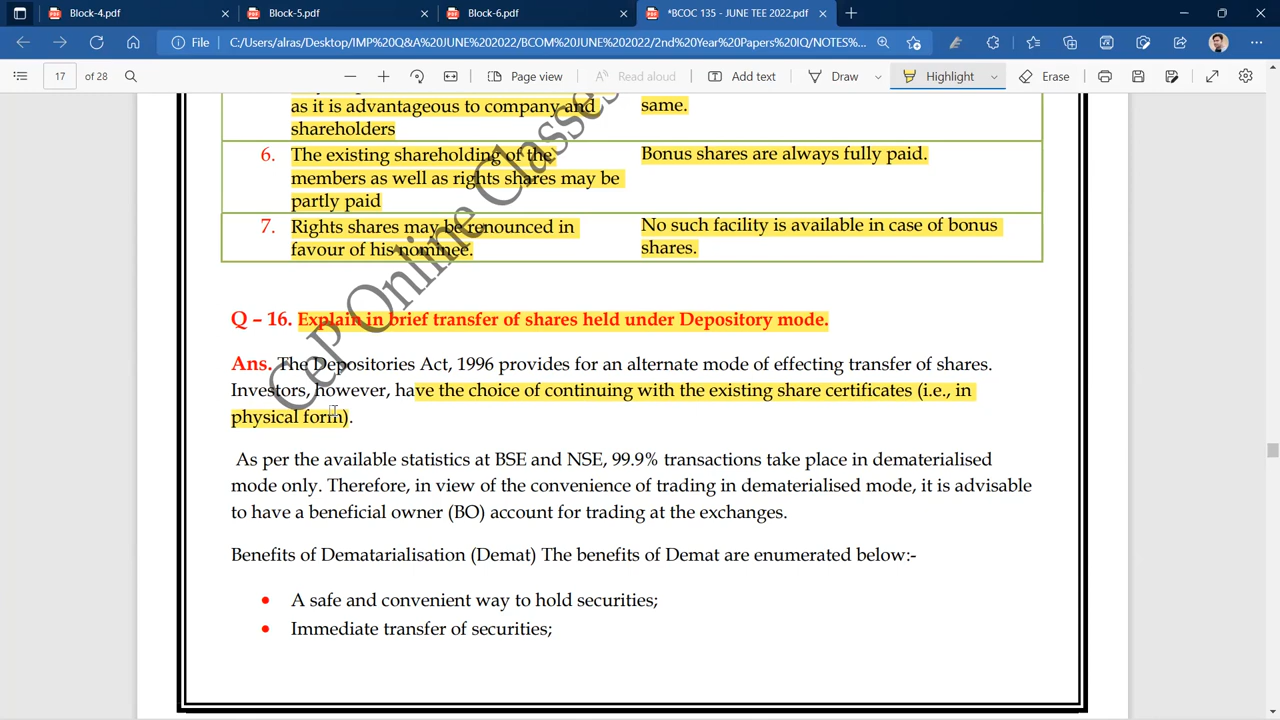 Block-4.pdf
Block-5.pdf
Block-6.pdf
*BCOC 135 - JUNE TEE 2022.pdf
File
C:/Users/alras/Desktop/IMP%20Q&A%20JUNE%202022/BCOM%20JUNE%202022/2nd%20Year%20Papers%20IQ/NOTES%...
17 of 28
Page view
Read aloud
Add text
Draw
Highlight
Erase
as it is advantageous to company and
shareholders
same.
6. The existing shareholding of the
members as well as rights shares may be
partly paid
Bonus shares are always fully paid.
7. Rights shares may be renounced in
favour of his nominee.
No such facility is available in case of bonus
shares.
CeP Online Classes
Q – 16. Explain in brief transfer of shares held under Depository mode.
Ans. The Depositories Act, 1996 provides for an alternate mode of effecting transfer of shares.
Investors, however, have the choice of continuing with the existing share certificates (i.e., in
physical form).
As per the available statistics at BSE and NSE, 99.9% transactions take place in dematerialised
mode only. Therefore, in view of the convenience of trading in dematerialised mode, it is advisable
to have a beneficial owner (BO) account for trading at the exchanges.
Benefits of Dematarialisation (Demat) The benefits of Demat are enumerated below:-
• A safe and convenient way to hold securities;
• Immediate transfer of securities;